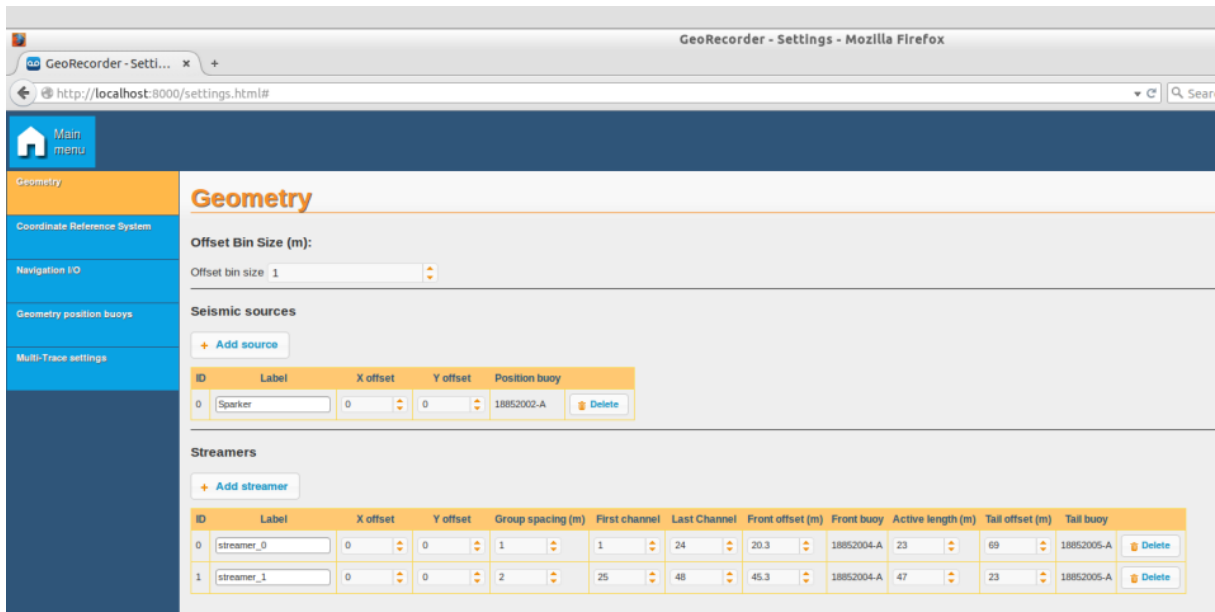 GeoRecorder - Settings - Mozilla Firefox
GeoRecorder - Setti... × +
http://localhost:8000/settings.html#
Sear
Main
menu
Geometry
Coordinate Reference System
Navigation I/O
Geometry position buoys
Multi-Trace settings
Geometry
Offset Bin Size (m):
Offset bin size 1
Seismic sources
+ Add source
ID Label X offset Y offset Position buoy
0 Sparker 0 0 18852002-A Delete
Streamers
+ Add streamer
ID Label X offset Y offset Group spacing (m) First channel Last Channel Front offset (m) Front buoy Active length (m) Tail offset (m) Tail buoy
0 streamer_0 0 0 1 1 24 20.3 18852004-A 23 69 18852005-A Delete
1 streamer_1 0 0 2 25 48 45.3 18852004-A 47 23 18852005-A Delete